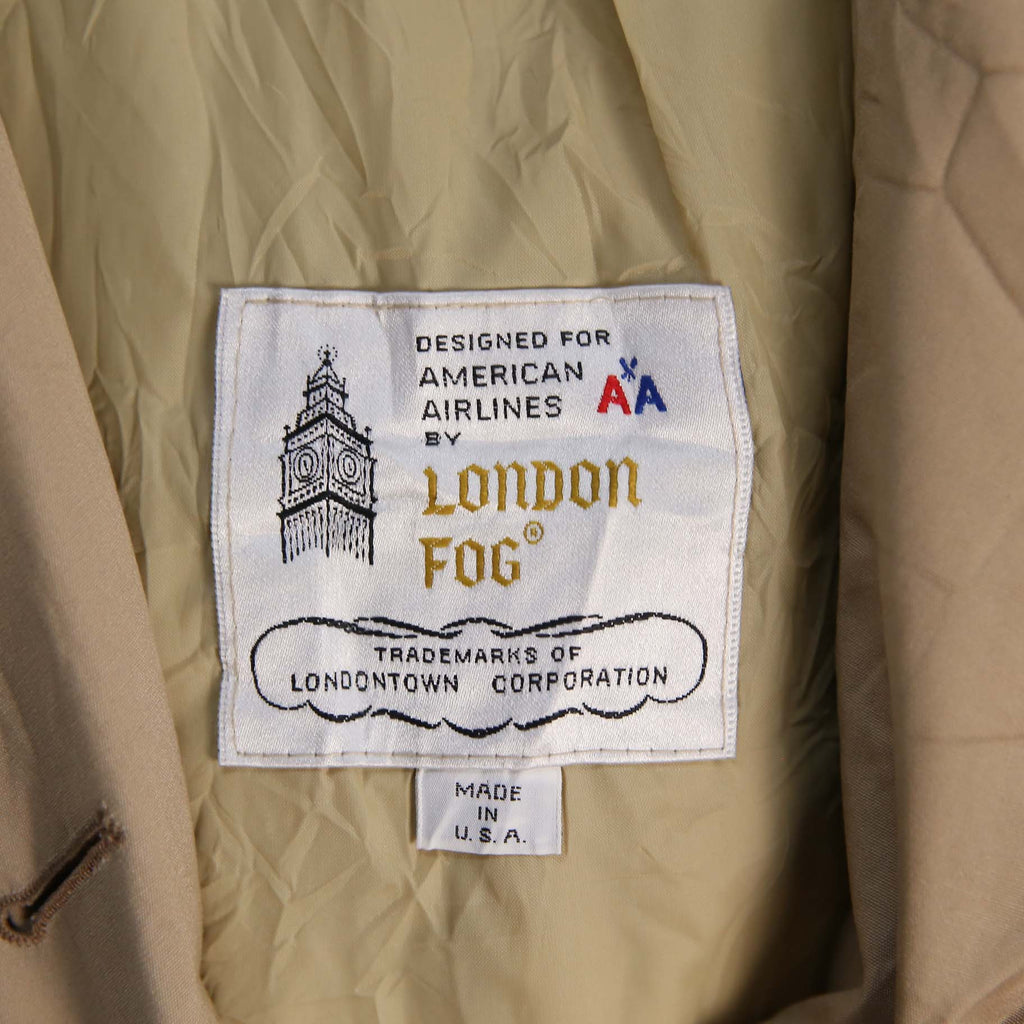 DESIGNED FOR
AMERICAN
AIRLINES
AA
BY
LONDON
FOG®
TRADEMARKS OF
LONDONTOWN CORPORATION
MADE
IN
U.S.A.